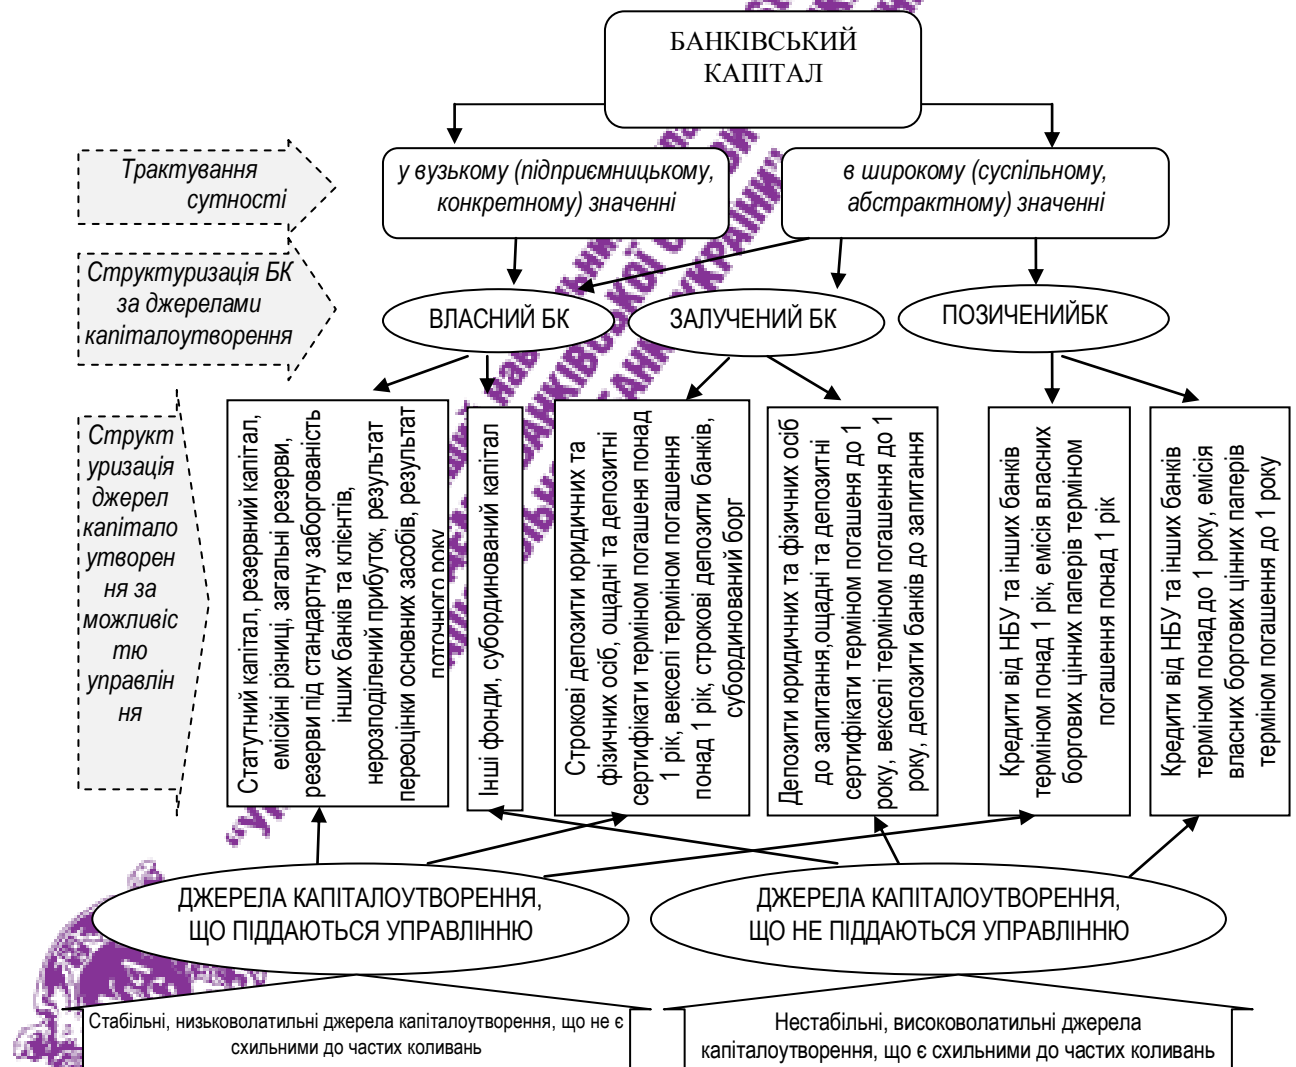 БАНКІВСЬКИЙ
КАПІТАЛ
Трактування
сутності
у вузькому (підприємницькому,
конкретному) значенні
в широкому (суспільному,
абстрактному) значенні
Структуризація БК
за джерелами
капіталоутворення
ВЛАСНИЙ БК
ЗАЛУЧЕНИЙ БК
ПОЗИЧЕНИЙБК
Структ
уризація
джерел
капітало
утворен
ня за
можливіс
тю
управлін
ня
Статутний капітал, резервний капітал,
емісійні різниці, загальні резерви,
резерви під стандартну заборгованість
інших банків та клієнтів,
нерозподілений прибуток, результат
переоцінки основних засобів, результат
поточного року
Інші фонди, субординований капітал
Строкові депозити юридичних та
фізичних осіб, ощадні та депозитні
сертифікати терміном погашеня понад
1 рік, векселі терміном погашення
понад 1 рік, строкові депозити банків,
субординований борг
Депозити юридичних та фізичних осіб
до запитання,ощадні та депозитні
сертифікати терміном погашеня до 1
року, векселі терміном погашення до 1
року, депозити банків до запитання
Кредити від НБУ та інших банків
терміном понад 1 рік, емісія власних
боргових цінних паперів терміном
погашення понад 1 рік
Кредити від НБУ та інших банків
терміном понад до 1 року, емісія
власних боргових цінних паперів
терміном погашення до 1 року
ДЖЕРЕЛА КАПІТАЛОУТВОРЕННЯ,
ЩО ПІДДАЮТЬСЯ УПРАВЛІННЮ
ДЖЕРЕЛА КАПІТАЛОУТВОРЕННЯ,
ЩО НЕ ПІДДАЮТЬСЯ УПРАВЛІННЮ
Стабільні, низьковолатильні джерела капіталоутворення, що не є
схильними до частих коливань
Нестабільні, високоволатильні джерела
капіталоутворення, що є схильними до частих коливань